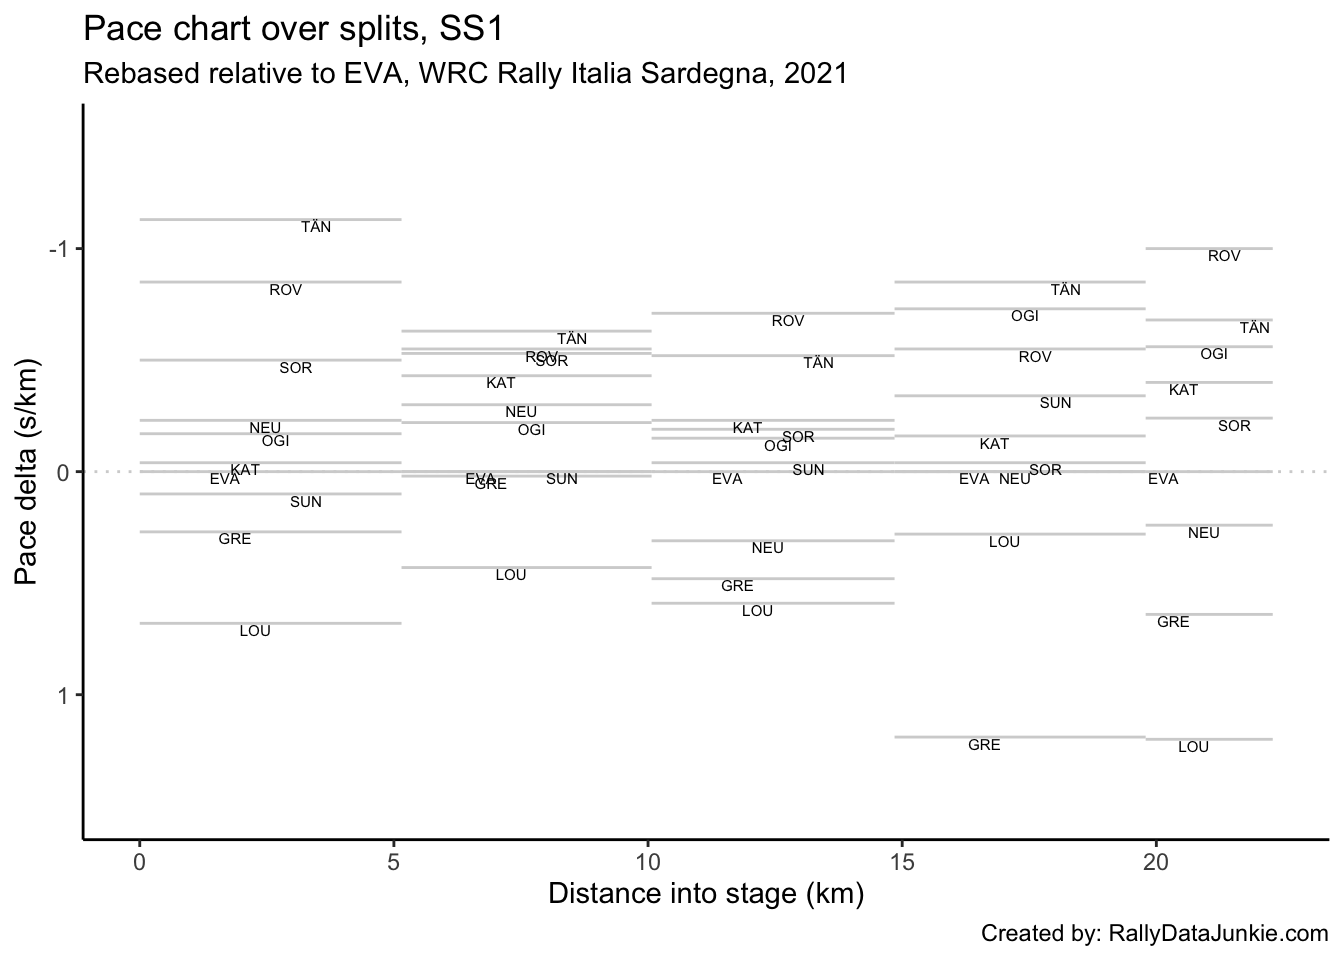 Pace chart over splits, SS1
Rebased relative to EVA, WRC Rally Italia Sardegna, 2021
Pace delta (s/km)
-1
0
1
TÄN
ROV
SOR
NEU
OGI
KAT
EVA
SUN
GRE
LOU
TÄN
ROV
SOR
KAT
NEU
OGI
EVA
GRE
SUN
LOU
ROV
TÄN
KAT
SOR
OGI
SUN
EVA
NEU
GRE
LOU
TÄN
OGI
ROV
SUN
KAT
SOR
EVA NEU
LOU
GRE
ROV
TÄN
OGI
KAT
SOR
EVA
NEU
GRE
LOU
0 5 10 15 20
Distance into stage (km)
Created by: RallyDataJunkie.com